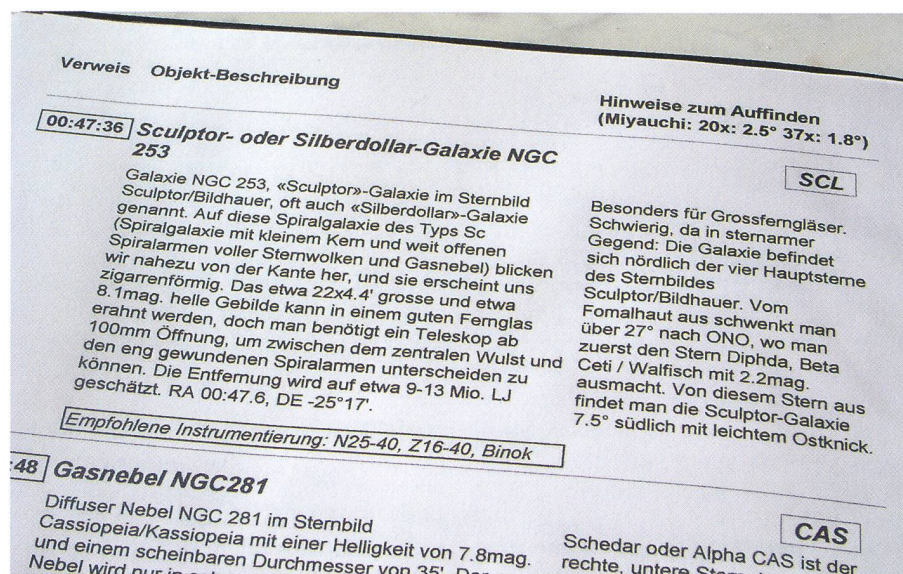 Verweis Objekt-Beschreibung
Hinweise zum Auffinden
(Miyauchi: 20x: 2.5° 37x: 1.8°)
00:47:36 Sculptor- oder Silberdollar-Galaxie NGC
253
SCL
Galaxie NGC 253, «Sculptor»-Galaxie im Sternbild
Sculptor/Bildhauer, oft auch «Silberdollar»-Galaxie
genannt. Auf diese Spiralgalaxie des Typs Sc
(Spiralgalaxie mit kleinem Kern und weit offenen
Spiralarmen voller Sternwolken und Gasnebel) blicken
wir nahezu von der Kante her, und sie erscheint uns
zigarrenförmig. Das etwa 22x4.4' grosse und etwa
8.1mag. helle Gebilde kann in einem guten Fernglas
erahnt werden, doch man benötigt ein Teleskop ab
100mm Öffnung, um zwischen dem zentralen Wulst und
den eng gewundenen Spiralarmen unterscheiden zu
können. Die Entfernung wird auf etwa 9-13 Mio. LJ
geschätzt. RA 00:47.6, DE -25°17'.
Empfohlene Instrumentierung: N25-40, Z16-40, Binok
Besonders für Grossferngläser.
Schwierig, da in sternarmer
Gegend: Die Galaxie befindet
sich nördlich der vier Hauptsterne
des Sternbildes
Sculptor/Bildhauer. Vom
Fomalhaut aus schwenkt man
über 27° nach ONO, wo man
zuerst den Stern Diphda, Beta
Ceti / Walfisch mit 2.2mag.
ausmacht. Von diesem Stern aus
findet man die Sculptor-Galaxie
7.5° südlich mit leichtem Ostknick.
:48 Gasnebel NGC281
CAS
Diffuser Nebel NGC 281 im Sternbild
Cassiopeia/Kassiopeia mit einer Helligkeit von 7.8mag.
und einem scheinbaren Durchmesser von 35'.
Nebel wird nur in
Schedar oder Alpha CAS ist der
rechte, untere